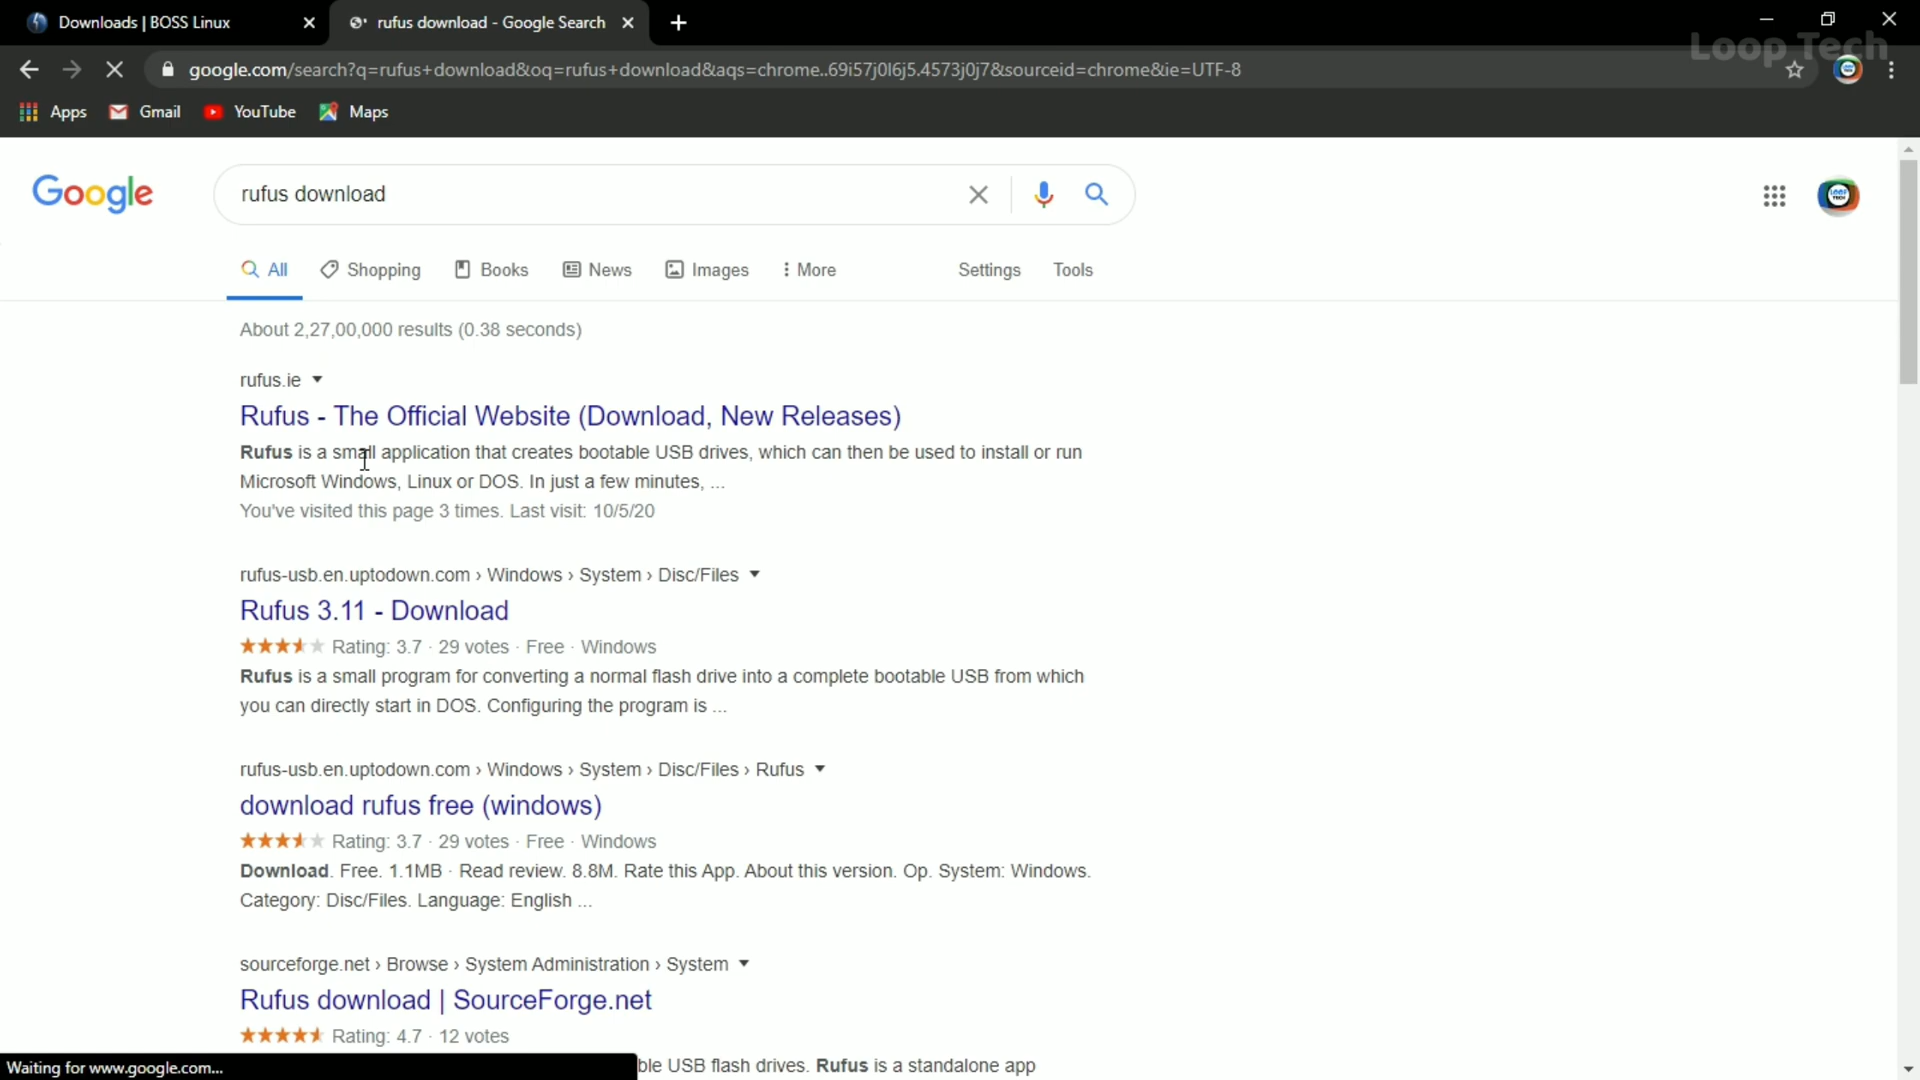 Downloads | BOSS Linux
rufus download - Google Search
Loop Tech
google.com/search?q=rufus+download&oq=rufus+download&aqs=chrome..69i57j0l6j5.4573j0j7&sourceid=chrome&ie=UTF-8
Apps Gmail YouTube Maps
Google
rufus download
LOOP TECH
All Shopping Books News Images More Settings Tools
About 2,27,00,000 results (0.38 seconds)
rufus.ie
Rufus - The Official Website (Download, New Releases)
Rufus is a small application that creates bootable USB drives, which can then be used to install or run
Microsoft Windows, Linux or DOS. In just a few minutes, ...
You've visited this page 3 times. Last visit: 10/5/20
rufus-usb.en.uptodown.com › Windows › System › Disc/Files
Rufus 3.11 - Download
Rating: 3.7 · 29 votes · Free · Windows
Rufus is a small program for converting a normal flash drive into a complete bootable USB from which
you can directly start in DOS. Configuring the program is ...
rufus-usb.en.uptodown.com › Windows › System › Disc/Files › Rufus
download rufus free (windows)
Rating: 3.7 · 29 votes · Free · Windows
Download. Free. 1.1MB · Read review. 8.8M. Rate this App. About this version. Op. System: Windows.
Category: Disc/Files. Language: English ...
sourceforge.net › Browse › System Administration › System
Rufus download | SourceForge.net
Rating: 4.7 · 12 votes
ble USB flash drives. Rufus is a standalone app
Waiting for www.google.com...